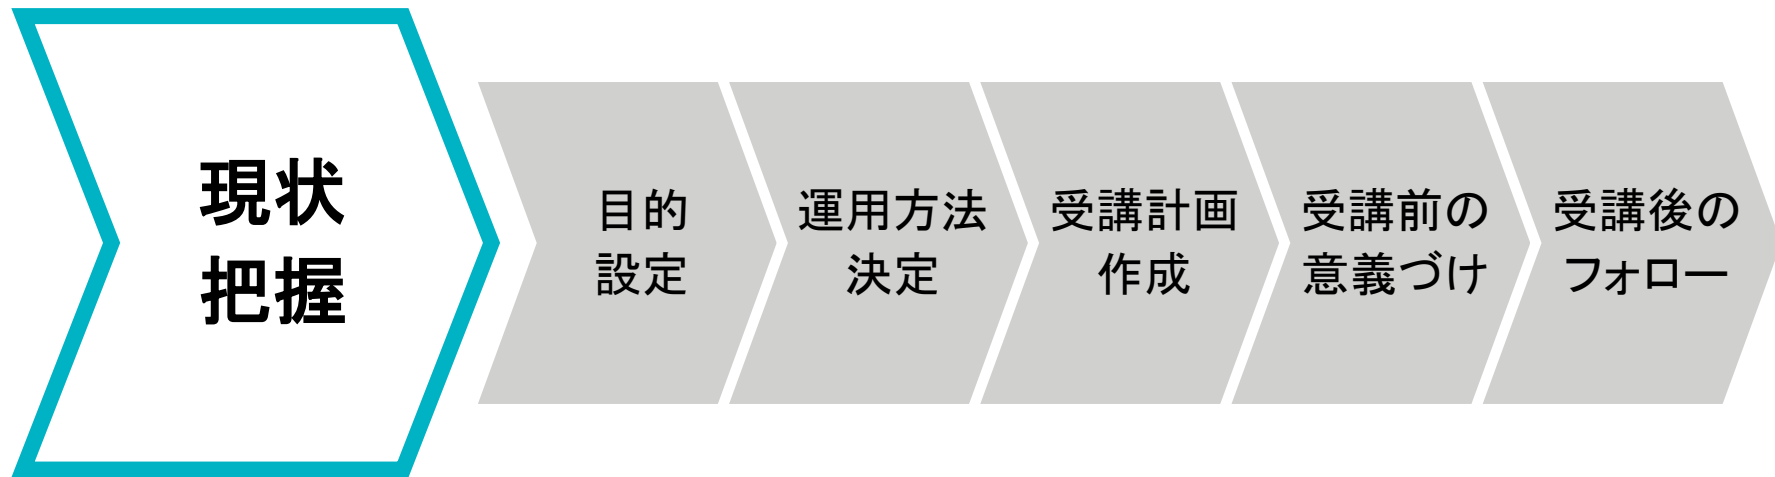 現状
把握
目的
設定
運用方法
決定
受講計画
作成
受講前の
意義づけ
受講後の
フォロー